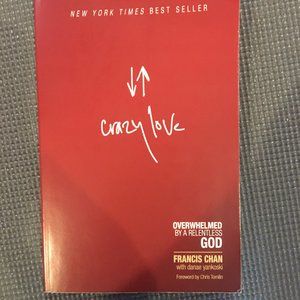 NEW YORK TIMES BEST SELLER
crazy love
OVERWHELMED
BY A RELENTLESS
GOD
FRANCIS CHAN
with danae yankoski
Foreword by Chris Tomlin